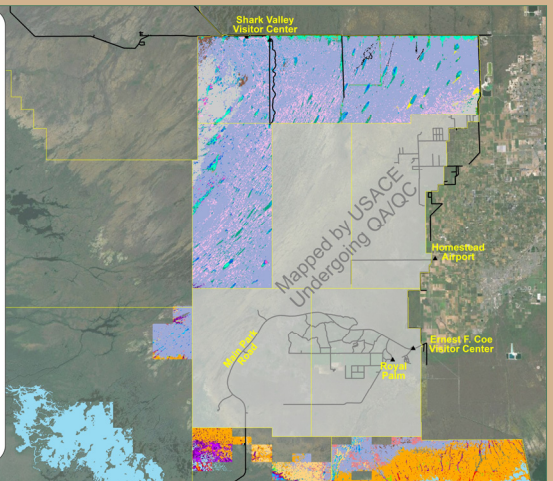 Shark Valley
Visitor Center
Mapped by USACE
Undergoing QA/QC
Homestead
Airport
Main Park
Road
Ernest F. Coe
Visitor Center
Royal
Palm